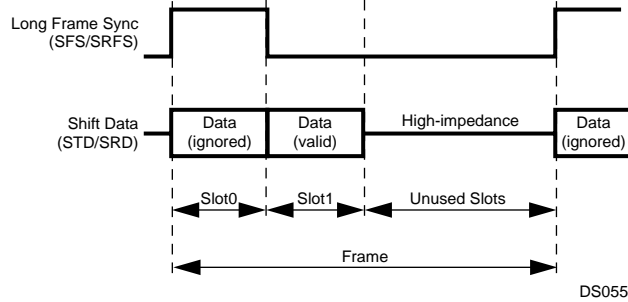 Long Frame Sync
(SFS/SRFS)
Shift Data
(STD/SRD)
Data
(ignored)
Data
(valid)
High-impedance
Data
(ignored)
Slot0
Slot1
Unused Slots
Frame
DS055